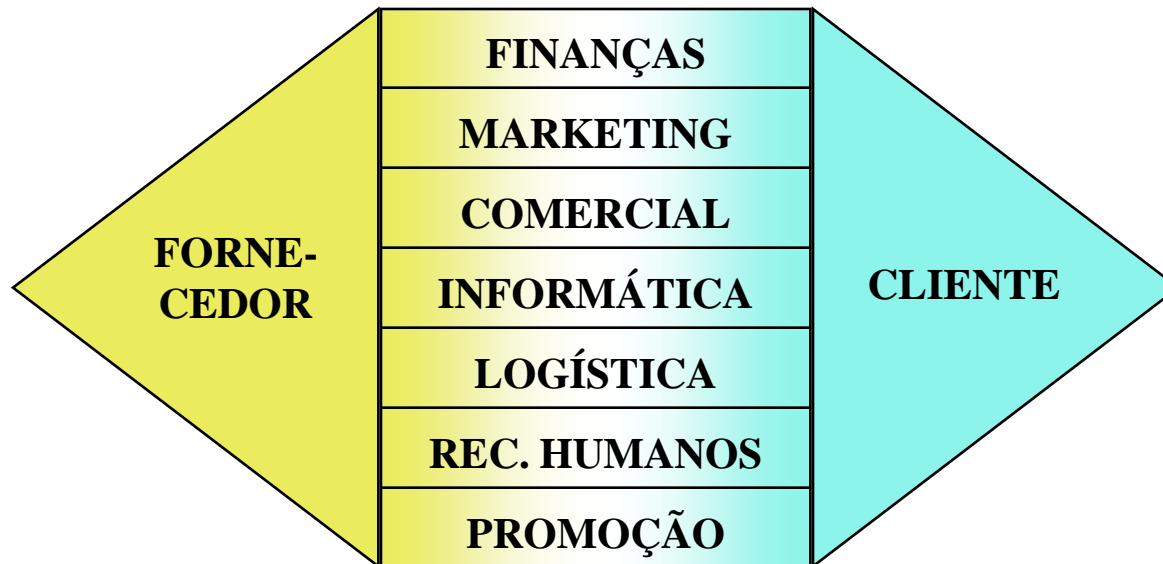 FINANÇAS
MARKETING
COMERCIAL
FORNE-
CEDOR
INFORMÁTICA
CLIENTE
LOGÍSTICA
REC. HUMANOS
PROMOÇÃO